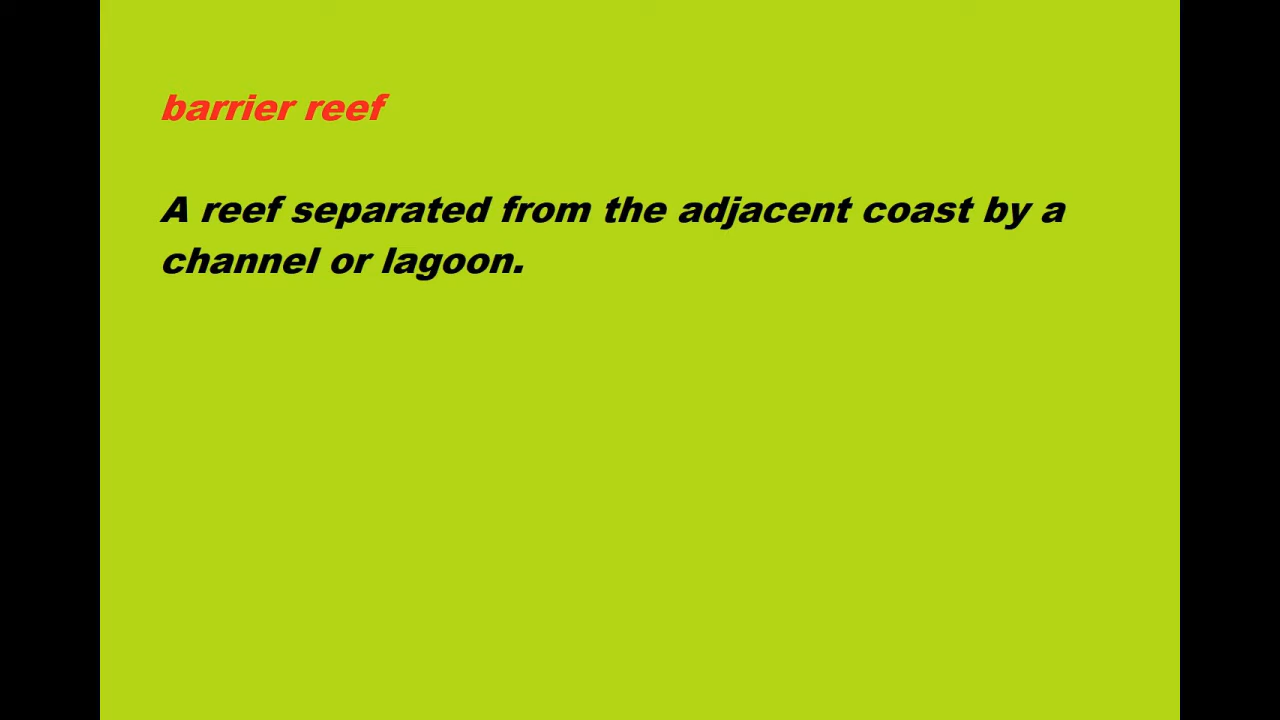 barrier reef
A reef separated from the adjacent coast by a
channel or lagoon.